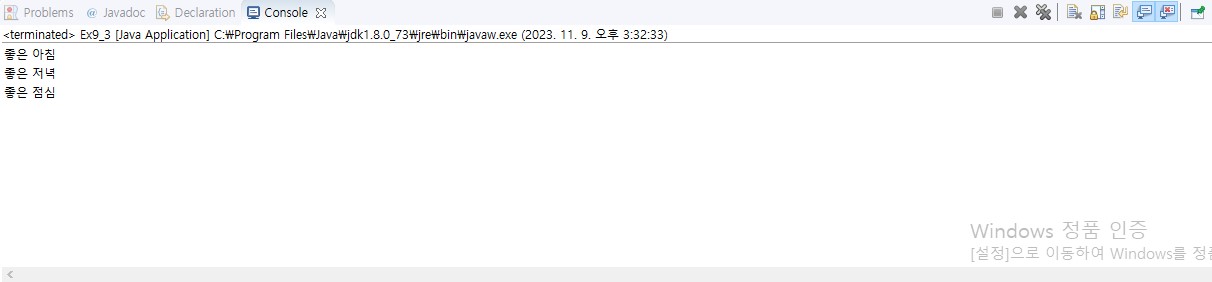 Problems @ Javadoc Declaration Console
<terminated> Ex9_3 [Java Application] C:₩Program Files₩Java₩jdk1.8.0_73₩jre₩bin₩javaw.exe (2023. 11. 9. 오후 3:32:33)
좋은 아침
좋은 저녁
좋은 점심
Windows 정품 인증
[설정]으로 이동하여 Windows를